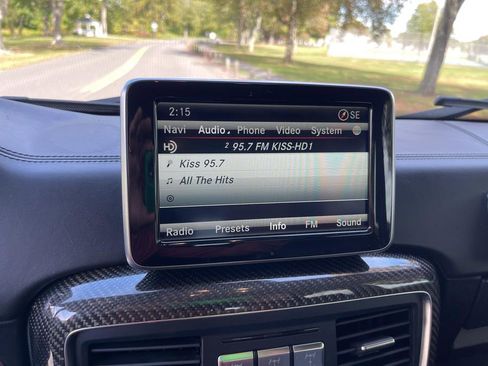 2:15 SE
Navi Audio Phone Video System
HD 2 95.7 FM KISS-HD1
Kiss 95.7
All The Hits
Radio Presets Info FM Sound